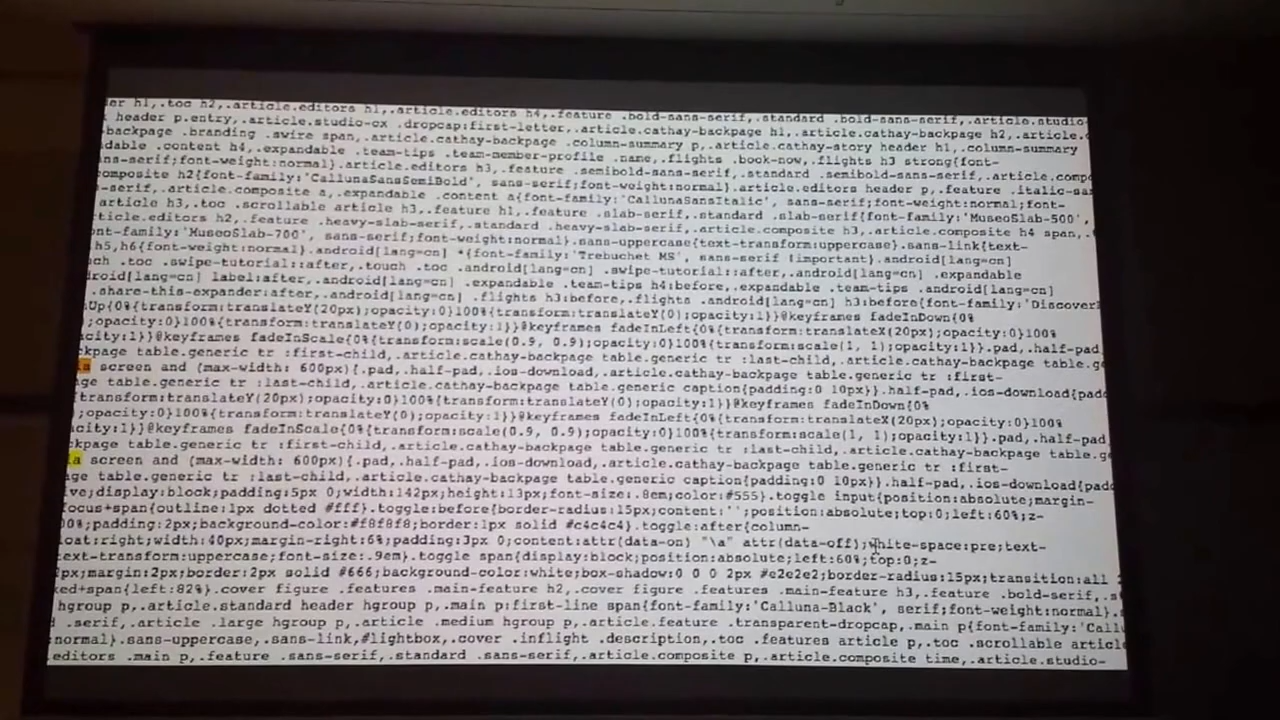 der h1,.toc h2,.article.editors h1,.article.editors h4,.feature .bold-sans-serif,.standard .bold-sans-serif,.article.studio-
header p.entry,.article.studio-cx .dropcap:first-letter,.article.cathay-backpage h1,.article.cathay-backpage h2,.article.c
backpage .branding .swire span,.article.cathay-backpage .column-summary p,.article.cathay-story header h1,.column-summary
dable .content h4,.expandable .team-tips .team-member-profile .name,.flights .book-now,.flights h3 strong{font-
ans-serif;font-weight:normal}.article.editors h3,.feature .semibold-sans-serif,.standard .semibold-sans-serif,.article.compo
composite h2{font-family:'CallunaSansSemiBold', sans-serif;font-weight:normal}.article.editors header p,.feature .italic-san
-serif,.article.composite a,.expandable .content a{font-family:'CallunaSansItalic', sans-serif;font-weight:normal;font-
article h3,.toc .scrollable article h3,.feature h1,.feature .slab-serif,.standard .slab-serif{font-family:'MuseoSlab-500',
rticle.editors h2,.feature .heavy-slab-serif,.standard .heavy-slab-serif,.article.composite h3,.article.composite h4 span,.
ont-family:'MuseoSlab-700', sans-serif;font-weight:normal}.sans-uppercase{text-transform:uppercase}.sans-link{text-
h5,h6{font-weight:normal}.android[lang=cn] *{font-family:'Trebuchet MS', sans-serif !important}.android[lang=cn]
ch .toc .swipe-tutorial::after,.touch .toc .android[lang=cn] .swipe-tutorial::after,.android[lang=cn] .expandable
droid[lang=cn] label:after,.android[lang=cn] .expandable .team-tips h4:before,.expandable .team-tips .android[lang=cn]
.share-this-expander:after,.android[lang=cn] .flights h3:before,.flights .android[lang=cn] h3:before{font-family:'Discover
nUp{0%{transform:translateY(20px);opacity:0}100%{transform:translateY(0);opacity:1}}@keyframes fadeInDown{0%
);opacity:0}100%{transform:translateY(0);opacity:1}}@keyframes fadeInLeft{0%{transform:translateX(20px);opacity:0}100%
acity:1}}@keyframes fadeInScale{0%{transform:scale(0.9, 0.9);opacity:0}100%{transform:scale(1, 1);opacity:1}}.pad,.half-pad,
ckpage table.generic tr :first-child,.article.cathay-backpage table.generic tr :last-child,.article.cathay-backpage table.ge
ia screen and (max-width: 600px){.pad,.half-pad,.ios-download,.article.cathay-backpage table.generic tr :first-
age table.generic tr :last-child,.article.cathay-backpage table.generic caption{padding:0 10px}}.half-pad,.ios-download{padd
{transform:translateY(20px);opacity:0}100%{transform:translateY(0);opacity:1}}@keyframes fadeInDown{0%
);opacity:0}100%{transform:translateY(0);opacity:1}}@keyframes fadeInLeft{0%{transform:translateX(20px);opacity:0}100%
acity:1}}@keyframes fadeInScale{0%{transform:scale(0.9, 0.9);opacity:0}100%{transform:scale(1, 1);opacity:1}}.pad,.half-pad,
ckpage table.generic tr :first-child,.article.cathay-backpage table.generic tr :last-child,.article.cathay-backpage table.ge
ia screen and (max-width: 600px){.pad,.half-pad,.ios-download,.article.cathay-backpage table.generic tr :first-
age table.generic tr :last-child,.article.cathay-backpage table.generic caption{padding:0 10px}}.half-pad,.ios-download{padd
ive;display:block;padding:5px 0;width:142px;height:13px;font-size:.8em;color:#555}.toggle input{position:absolute;margin-
focus+span{outline:1px dotted #fff}.toggle:before{border-radius:15px;content:'';position:absolute;top:0;left:60%;z-
00%;padding:2px;background-color:#f8f8f8;border:1px solid #c4c4c4}.toggle:after{column-
loat:right;width:40px;margin-right:6%;padding:3px 0;content:attr(data-on) "\a" attr(data-off);white-space:pre;text-
text-transform:uppercase;font-size:.9em}.toggle span{display:block;position:absolute;left:60%;top:0;z-
2px;margin:2px;border:2px solid #666;background-color:white;box-shadow:0 0 0 2px #e2e2e2;border-radius:15px;transition:all
ked+span{left:82%}.cover figure .features .main-feature h2,.cover figure .features .main-feature h3,.feature .bold-serif,.s
hgroup p,.article.standard header hgroup p,.main p:first-line span{font-family:'Calluna-Black', serif;font-weight:normal}.
.serif,.article .large hgroup p,.article .medium hgroup p,.article.feature .transparent-dropcap,.main p{font-family:'Callu
normal}.sans-uppercase,.sans-link,#lightbox,.cover .inflight .description,.toc .features article p,.toc .scrollable article
editors .main p,.feature .sans-serif,.standard .sans-serif,.article.composite p,.article.composite time,.article.studio-